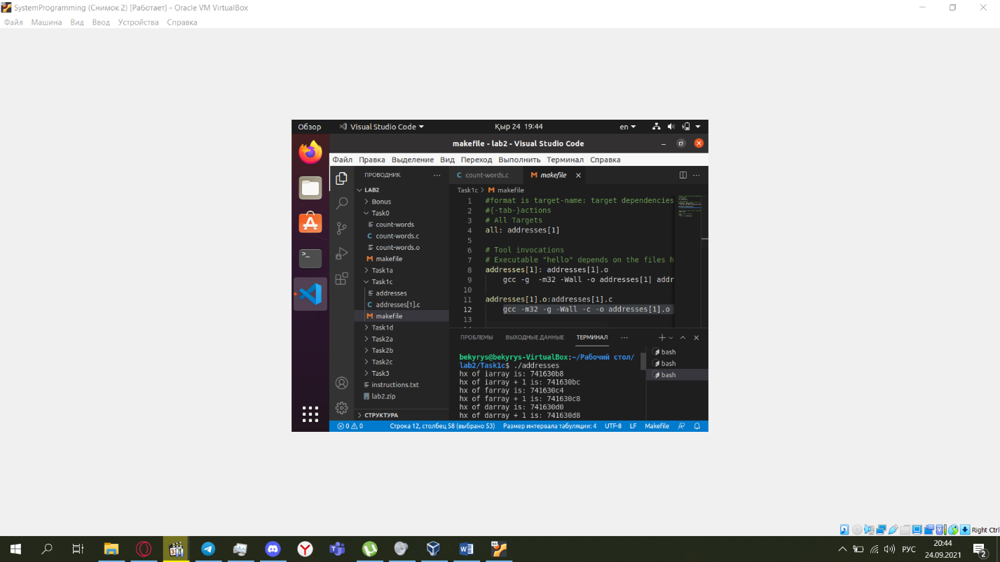 SystemProgramming (Снимок 2) [Работает] - Oracle VM VirtualBox
Файл Машина Вид Ввод Устройства Справка
Обзор Visual Studio Code Қыр 24 19:44 en
makefile - lab2 - Visual Studio Code
Файл Правка Выделение Вид Переход Выполнить Терминал Справка
ПРОВОДНИК ...
LAB2
Bonus
Task0
count-words
count-words.c
count-words.o
makefile
Task1a
Task1c
addresses
addresses[1].c
makefile
Task1d
Task2a
Task2b
Task2c
Task3
instructions.txt
lab2.zip
СТРУКТУРА
count-words.c makefile
Task1c > makefile
1 #format is target-name: target dependencies
2 #{-tab-}actions
3 # All Targets
4 all: addresses[1]
5
6 # Tool invocations
7 # Executable "hello" depends on the files h
8 addresses[1]: addresses[1].o
9 gcc -g -m32 -Wall -o addresses[1] addr
10
11 addresses[1].o:addresses[1].c
12 gcc -m32 -g -Wall -c -o addresses[1].o
13
ПРОБЛЕМЫ ВЫХОДНЫЕ ДАННЫЕ ТЕРМИНАЛ ...
bekyrys@bekyrys-VirtualBox:~/Рабочий стол/
lab2/Task1c$ ./addresses
hx of iarray is: 741630b8
hx of iarray + 1 is: 741630bc
hx of farray is: 741630c4
hx of farray + 1 is: 741630c8
hx of darray is: 741630d0
hx of darray + 1 is: 741630d8
bash
bash
bash
0 0 Строка 12, столбец 58 (выбрано 53) Размер интервала табуляции: 4 UTF-8 LF Makefile
Right Ctrl
РУС
20:44
24.09.2021
2